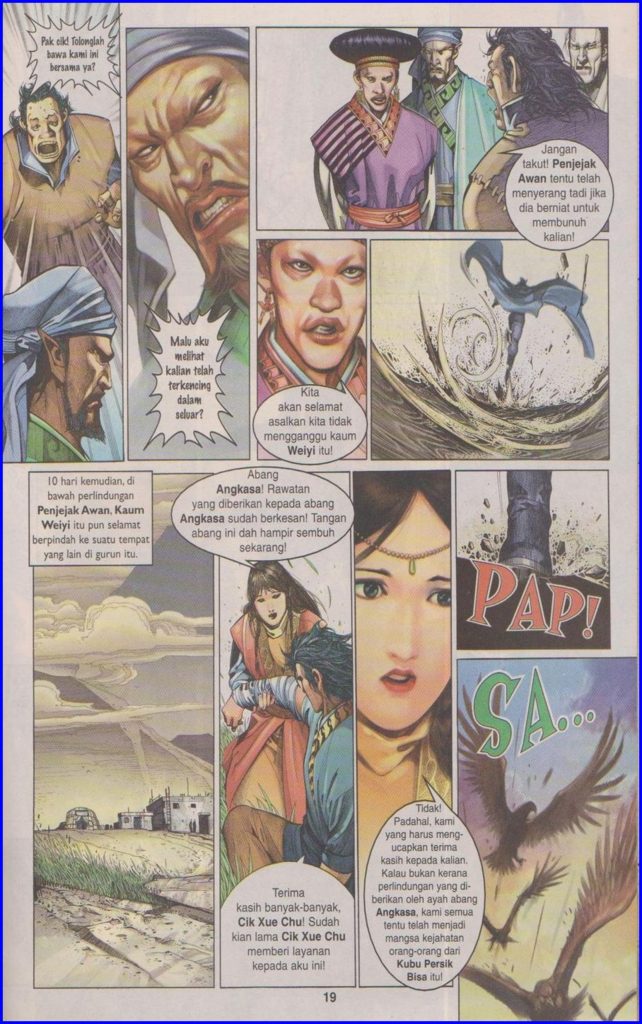 Pak cik! Tolonglah
bawa kami ini
bersama ya?
Malu aku
melihat
kalian telah
terkencing
dalam
seluar?
Jangan
takut! Penjejak
Awan tentu telah
menyerang tadi jika
dia berniat untuk
membunuh
kalian!
Kita
akan selamat
asalkan kita tidak
mengganggu kaum
Weiyi itu!
10 hari kemudian, di
bawah perlindungan
Penjejak Awan, Kaum
Weiyi itu pun selamat
berpindah ke suatu tempat
yang lain di gurun itu.
Abang
Angkasa! Rawatan
yang diberikan kepada abang
Angkasa sudah berkesan! Tangan
abang ini dah hampir sembuh
sekarang!
Terima
kasih banyak-banyak,
Cik Xue Chu! Sudah
kian lama Cik Xue Chu
memberi layanan
kepada aku ini!
Tidak!
Padahal, kami
yang harus meng-
ucapkan terima
kasih kepada kalian.
Kalau bukan kerana
perlindungan yang di-
berikan oleh ayah abang
Angkasa, kami semua
tentu telah menjadi
mangsa kejahatan
orang-orang dari
Kubu Persik
Bisa itu!
PAP!
SA...
19